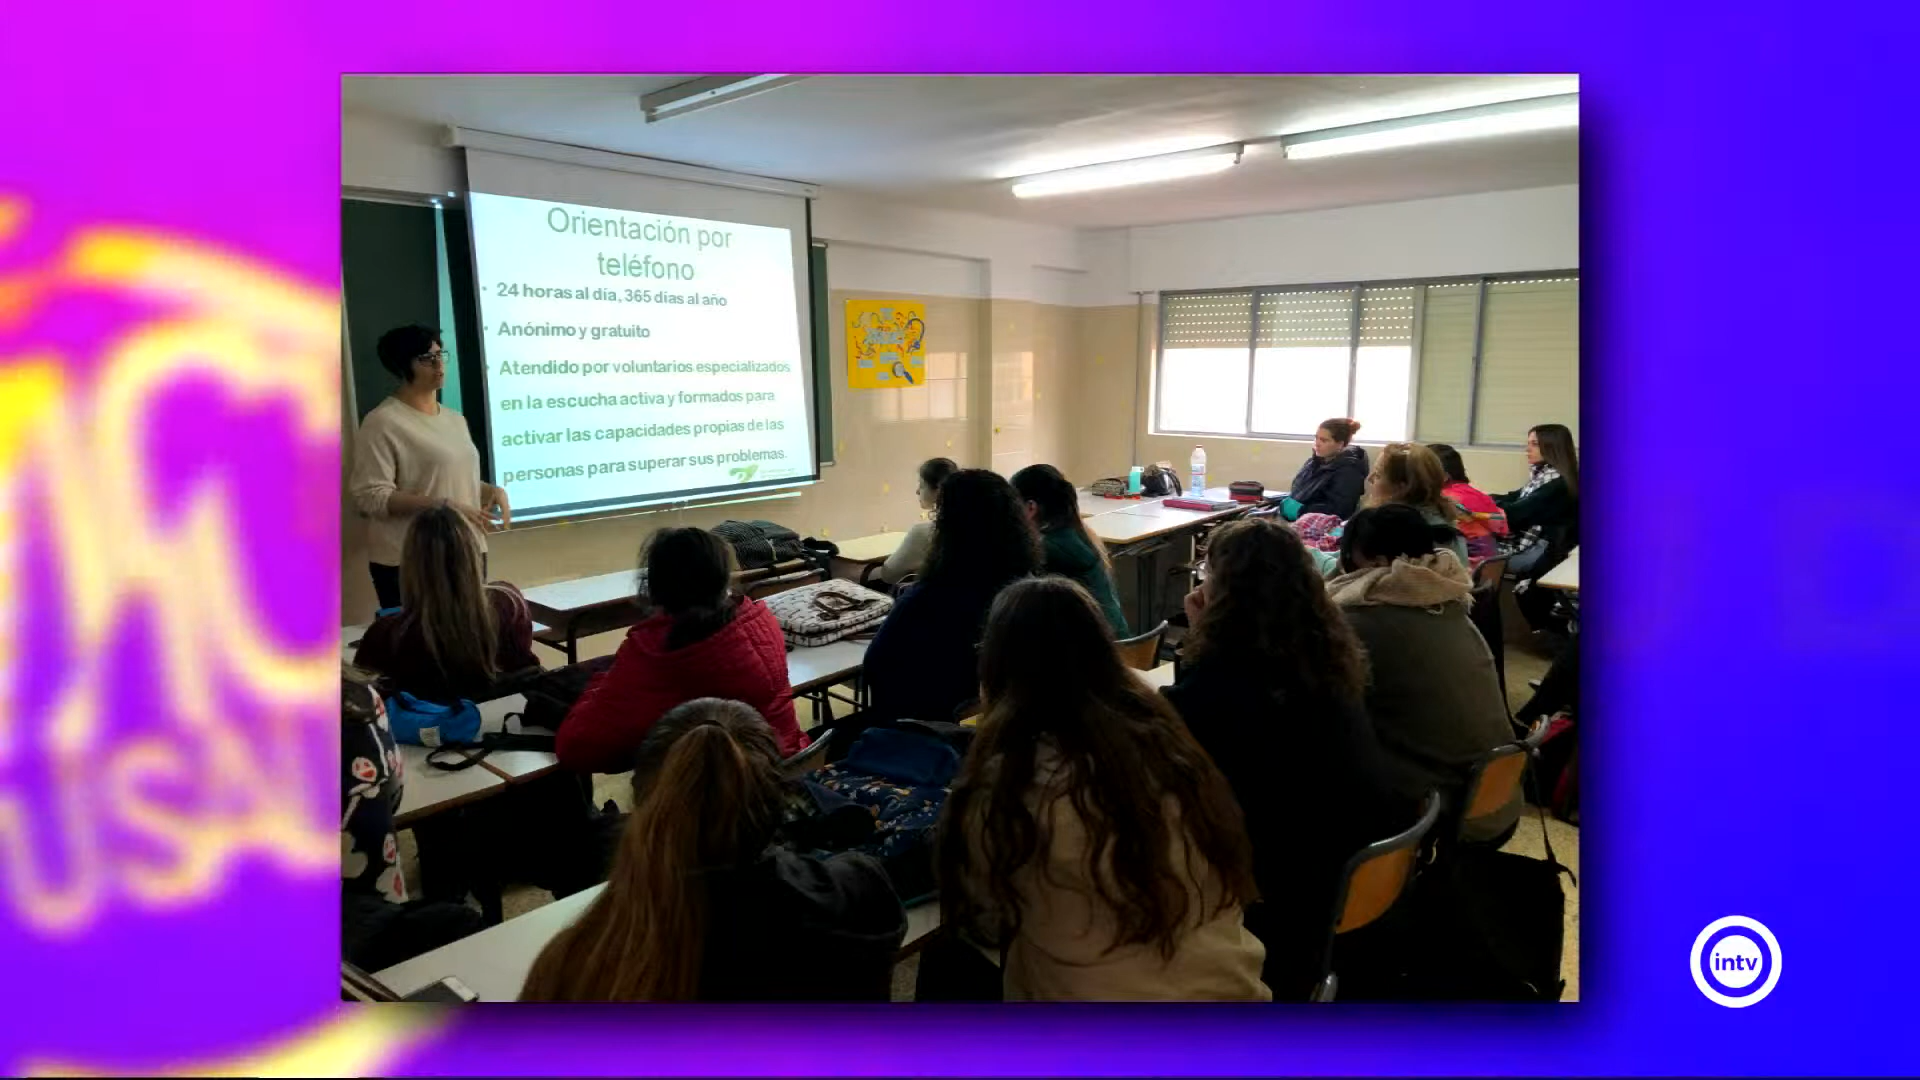 Orientación por
teléfono
• 24 horas al día, 365 días al año
• Anónimo y gratuito
• Atendido por voluntarios especializados
en la escucha activa y formados para
activar las capacidades propias de las
personas para superar sus problemas.
intv